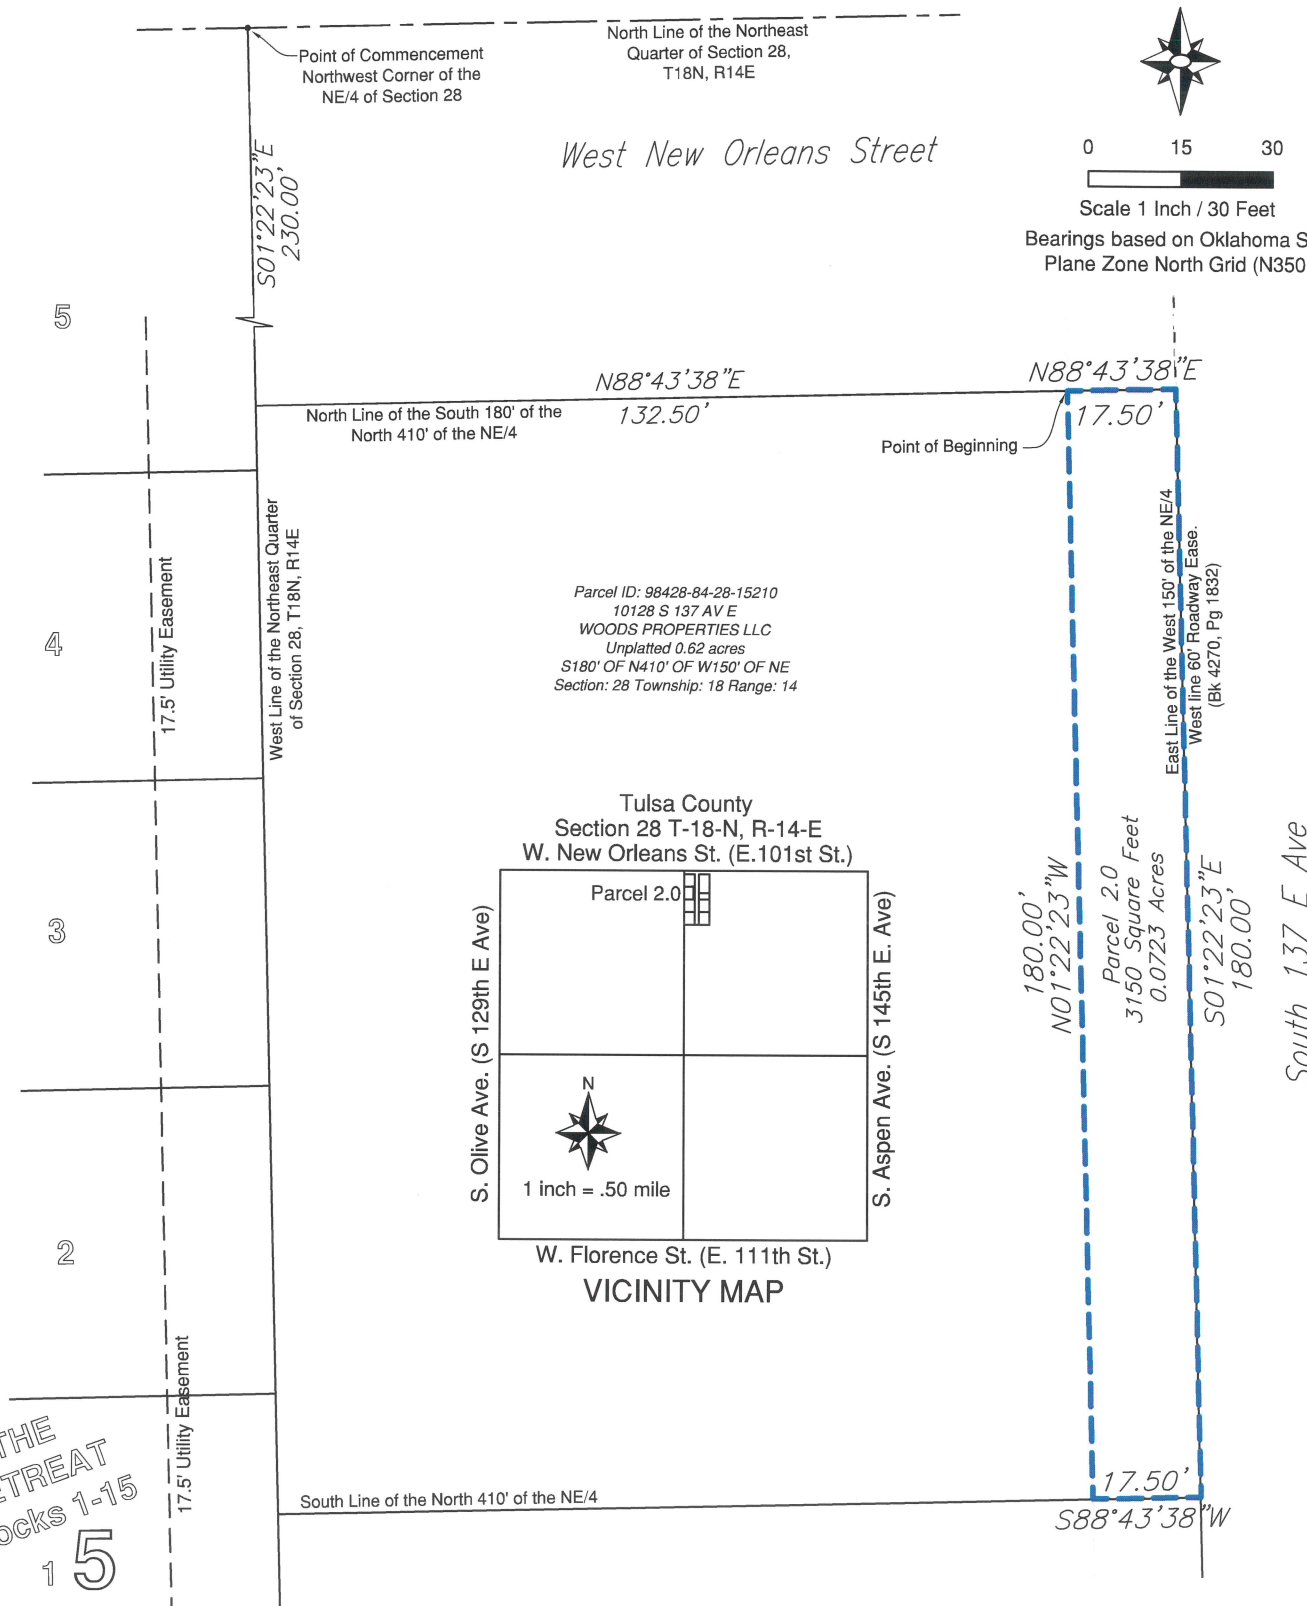 North Line of the Northeast
Quarter of Section 28,
T18N, R14E
Point of Commencement
Northwest Corner of the
NE/4 of Section 28
West New Orleans Street
0 15 30
Scale 1 Inch / 30 Feet
Bearings based on Oklahoma S
Plane Zone North Grid (N350
S01°22'23"E
230.00'
5
N88°43'38"E
132.50'
North Line of the South 180' of the
North 410' of the NE/4
N88°43'38"E
17.50'
Point of Beginning
West Line of the Northeast Quarter
of Section 28, T18N, R14E
17.5' Utility Easement
4
Parcel ID: 98428-84-28-15210
10128 S 137 AV E
WOODS PROPERTIES LLC
Unplatted 0.62 acres
S180' OF N410' OF W150' OF NE
Section: 28 Township: 18 Range: 14
East Line of the West 150' of the NE/4
West line 60' Roadway Ease.
(Bk 4270, Pg 1832)
Tulsa County
Section 28 T-18-N, R-14-E
W. New Orleans St. (E.101st St.)
Parcel 2.0
S. Olive Ave. (S 129th E Ave)
S. Aspen Ave. (S 145th E. Ave)
N
1 inch = .50 mile
W. Florence St. (E. 111th St.)
VICINITY MAP
3
180.00'
N01°22'23"W
Parcel 2.0
3150 Square Feet
0.0723 Acres
S01°22'23"E
180.00'
South 137 E Ave
2
17.5' Utility Easement
THE
ETREAT
ocks 1-15
1 5
South Line of the North 410' of the NE/4
17.50'
S88°43'38"W